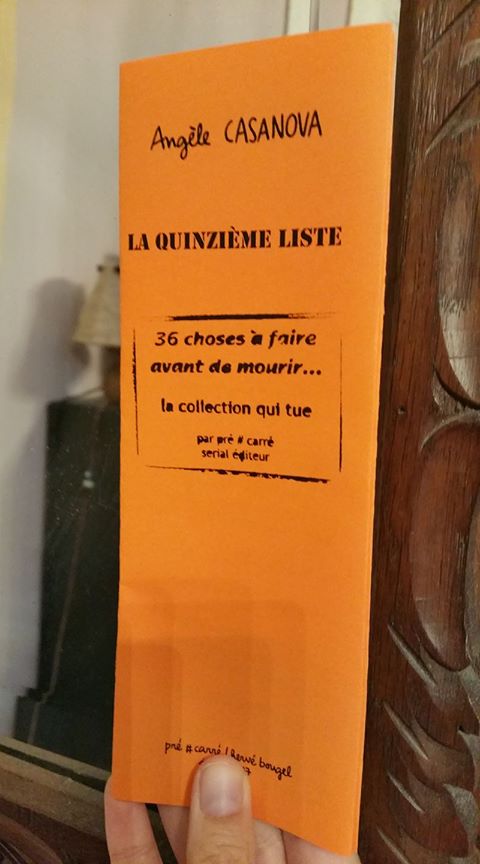 Angèle CASANOVA
LA QUINZIÈME LISTE
36 choses à faire
avant de mourir...
la collection qui tue
par pré # carré
serial éditeur
pré # carré / hervé bougel